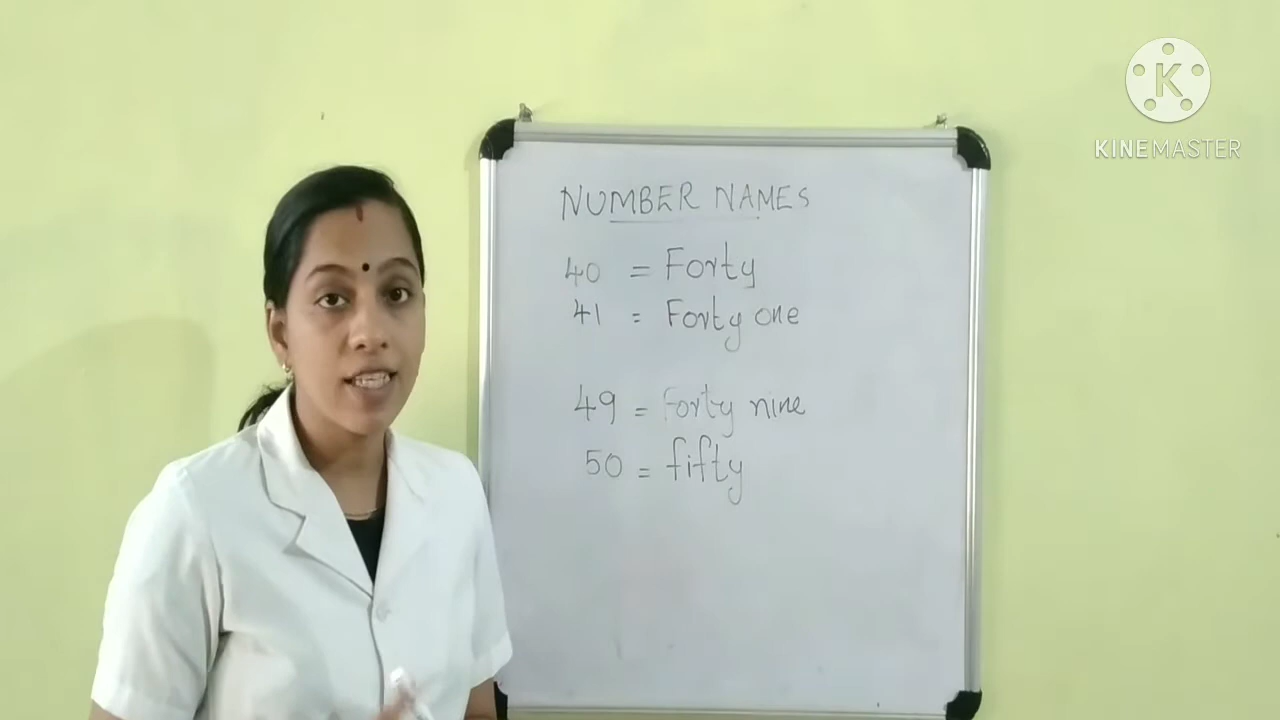 KINEMASTER
NUMBER NAMES
40 = Forty
41 = Forty one
49 = Forty nine
50 = fifty